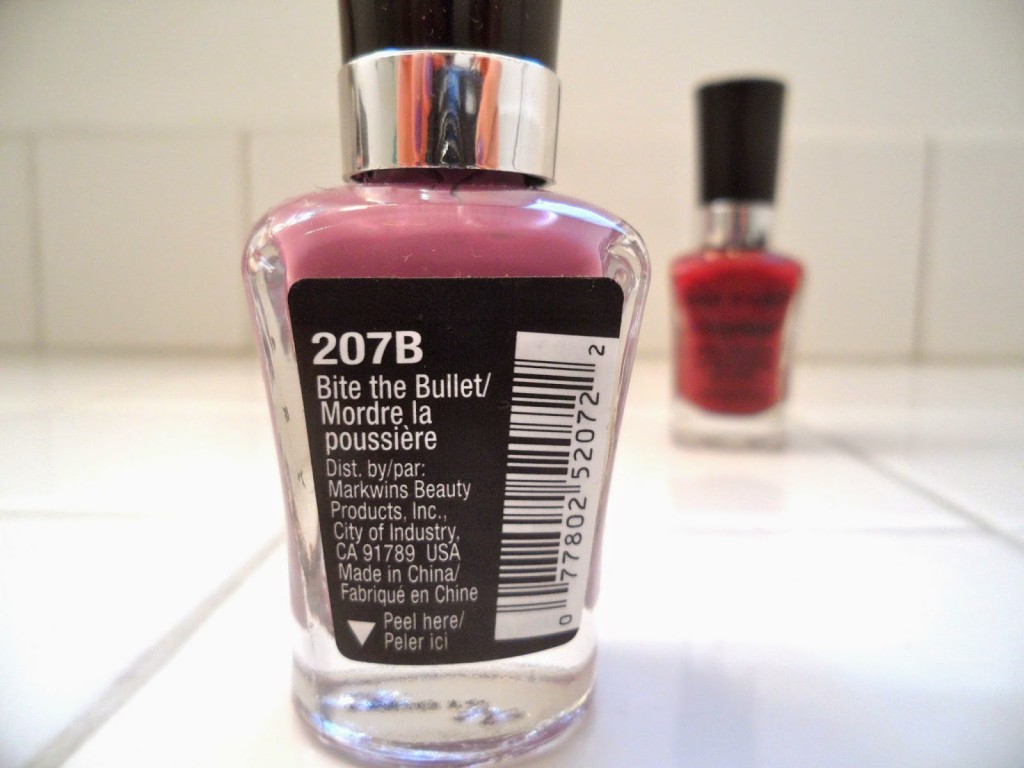 207B
Bite the Bullet/
Mordre la
poussière
Dist. by/par:
Markwins Beauty
Products, Inc.,
City of Industry,
CA 91789 USA
Made in China/
Fabriqué en Chine
Peel here/
Peler ici
0 77802 52072 2